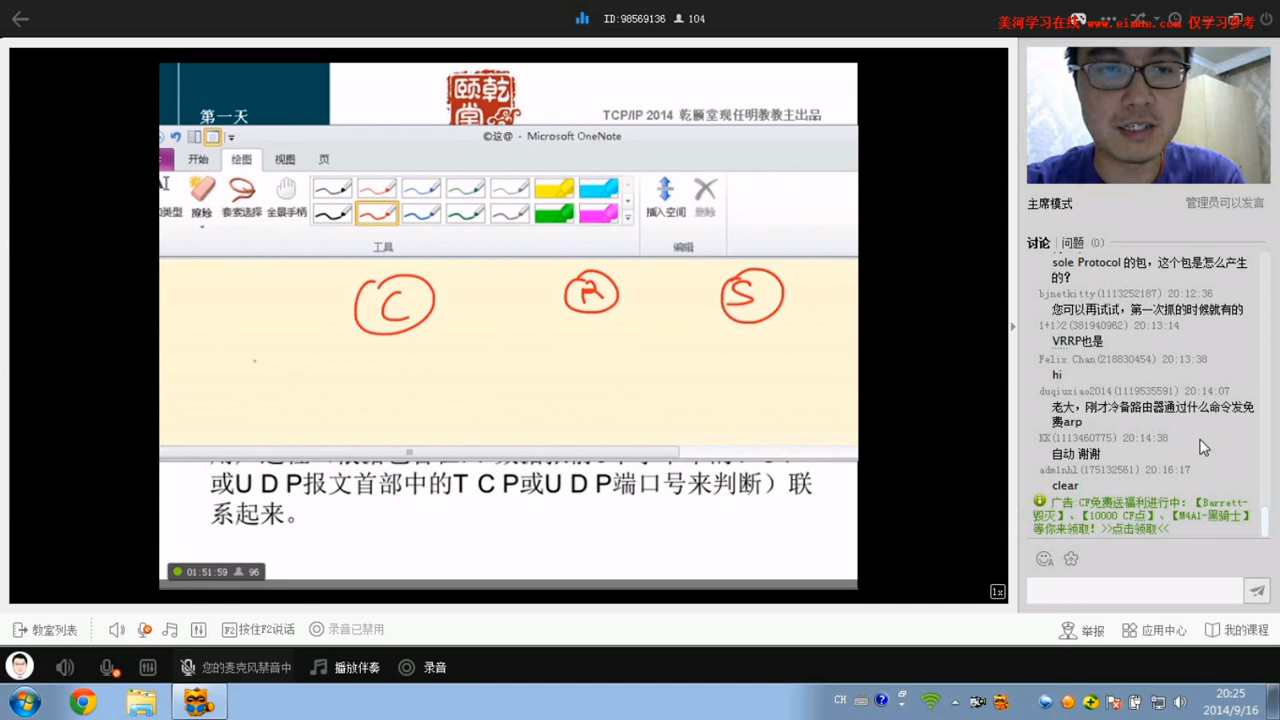 ID:98569136 104
美河学习在线 www.eimhe.com 仅学习参考
第一天
颐乾堂
TCP/IP 2014 乾颐堂现任明教教主出品
©这@ - Microsoft OneNote
开始 绘图 视图 页
擦除 套索选择 全景手柄 插入空间 删除
工具 编辑
C R S
或UDP报文首部中的TCP或UDP端口号来判断）联
系起来。
01:51:59 96
1x
主席模式 管理员可以发言
讨论 问题 (0)
sole Protocol 的包，这个包是怎么产生
的?
bjnetkitty(1113252187) 20:12:36
您可以再试试，第一次抓的时候就有的
1+1>2(381940962) 20:13:14
VRRP也是
Felix Chan(218830454) 20:13:38
hi
duqiuxiao2014(1119535591) 20:14:07
老大，刚才冷备路由器通过什么命令发免
费arp
KK(1113460775) 20:14:38
自动 谢谢
adm1nhl(175132561) 20:16:17
clear
广告:CF免费送福利进行中：【Barrett-
毁灭】、【10000 CF点】、【M4A1-黑骑士】
等你来领取! >>点击领取<<
教室列表 F2 按住F2说话 录音已禁用 举报 应用中心 我的课程
您的麦克风禁音中 播放伴奏 录音
CH
20:25
2014/9/16